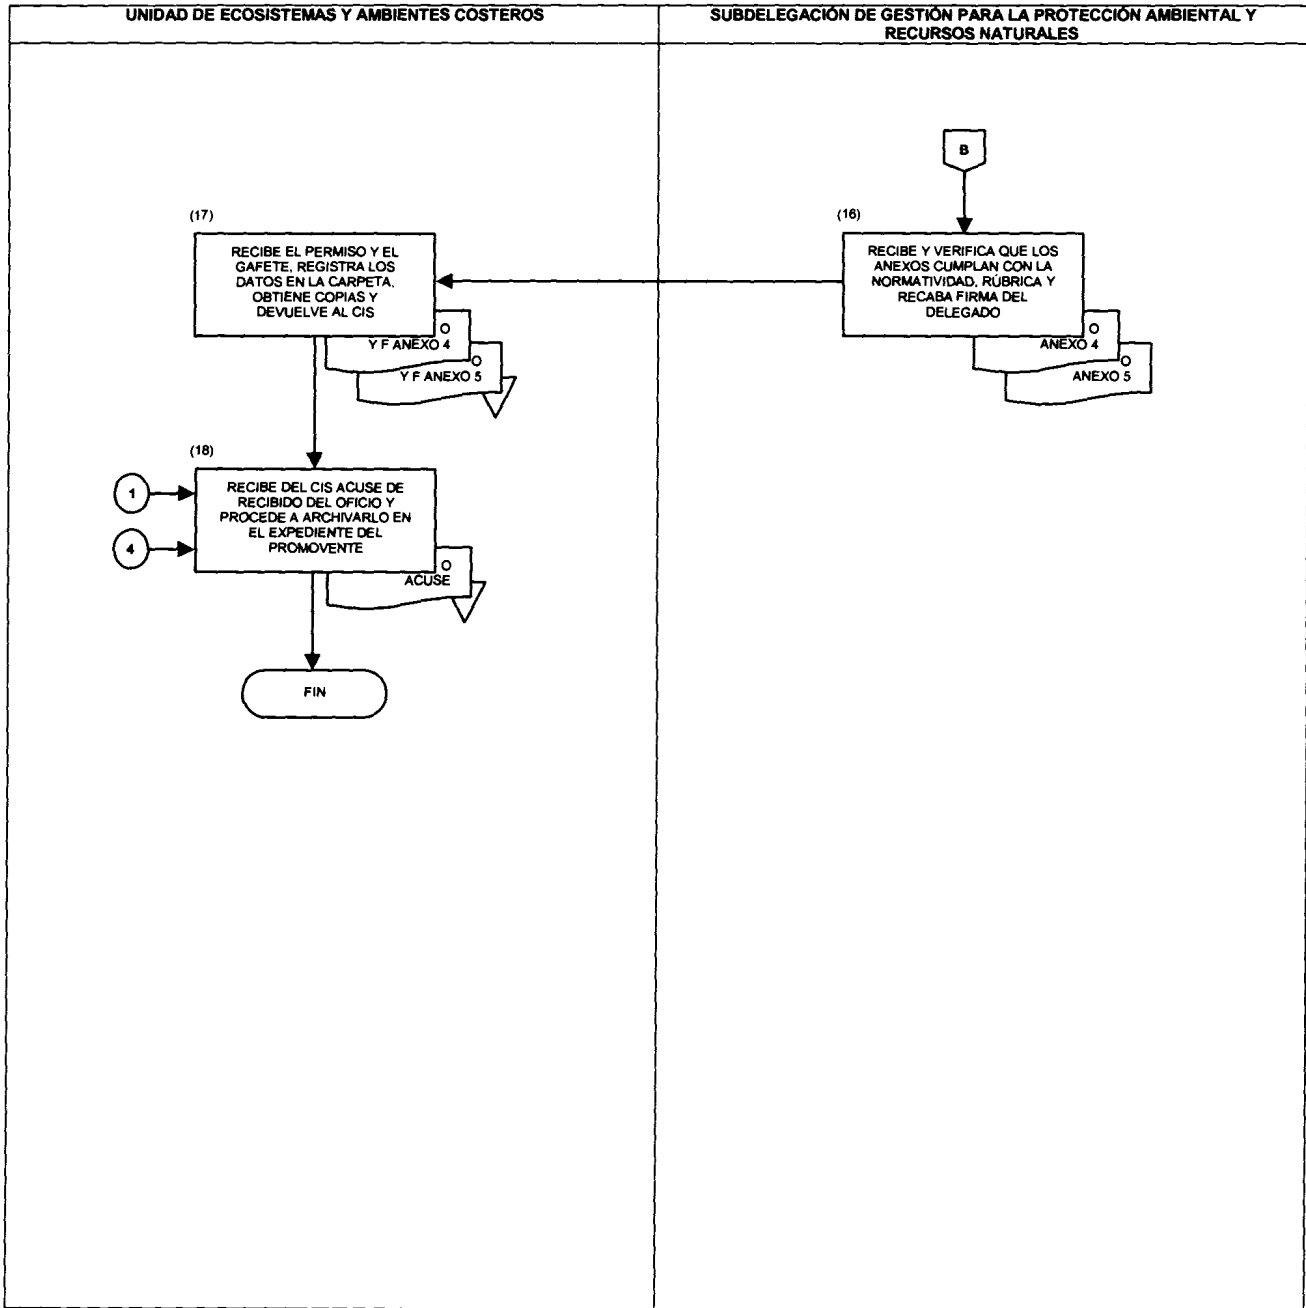 UNIDAD DE ECOSISTEMAS Y AMBIENTES COSTEROS
SUBDELEGACIÓN DE GESTIÓN PARA LA PROTECCIÓN AMBIENTAL Y
RECURSOS NATURALES
B
(16)
RECIBE Y VERIFICA QUE LOS
ANEXOS CUMPLAN CON LA
NORMATIVIDAD, RÚBRICA Y
RECABA FIRMA DEL
DELEGADO
O
ANEXO 4
O
ANEXO 5
(17)
RECIBE EL PERMISO Y EL
GAFETE, REGISTRA LOS
DATOS EN LA CARPETA,
OBTIENE COPIAS Y
DEVUELVE AL CIS
O
Y F ANEXO 4
O
Y F ANEXO 5
(18)
1
4
RECIBE DEL CIS ACUSE DE
RECIBIDO DEL OFICIO Y
PROCEDE A ARCHIVARLO EN
EL EXPEDIENTE DEL
PROMOVENTE
O
ACUSE
FIN